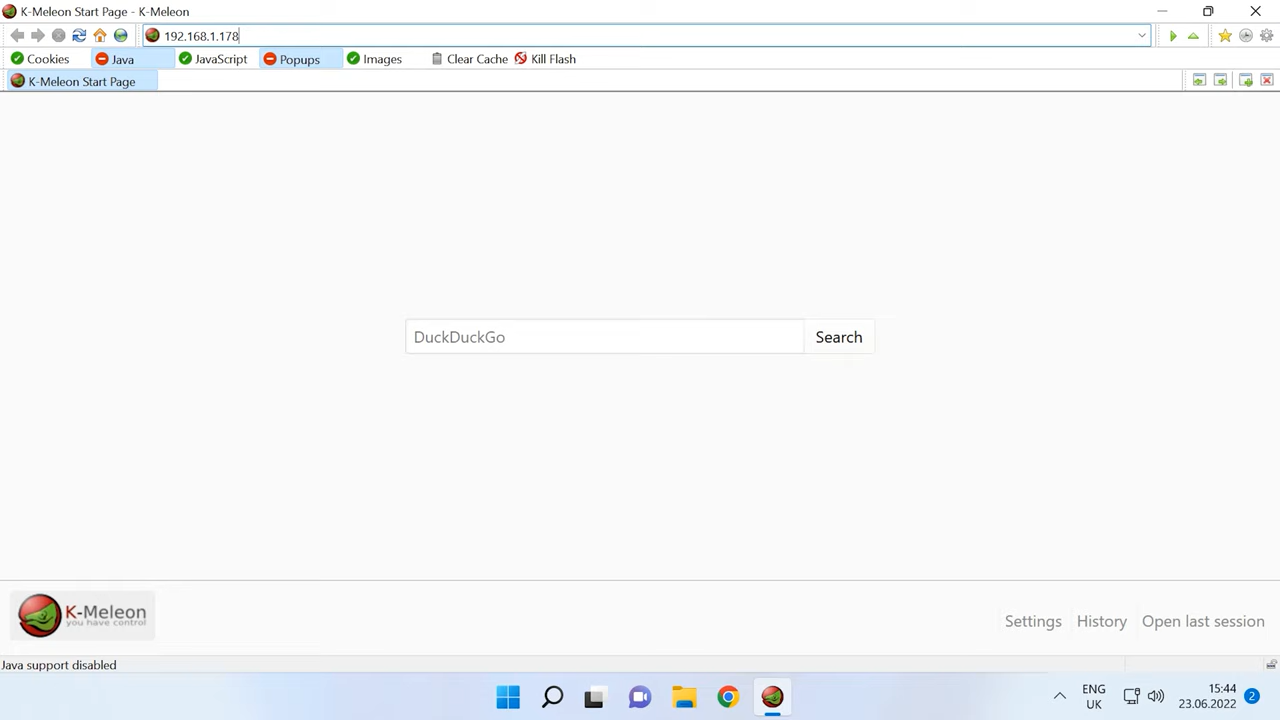 K-Meleon Start Page - K-Meleon
192.168.1.178
Cookies Java JavaScript Popups Images Clear Cache Kill Flash
K-Meleon Start Page
DuckDuckGo Search
K-Meleon
you have control
Settings History Open last session
Java support disabled
ENG
UK
15:44
23.06.2022
2